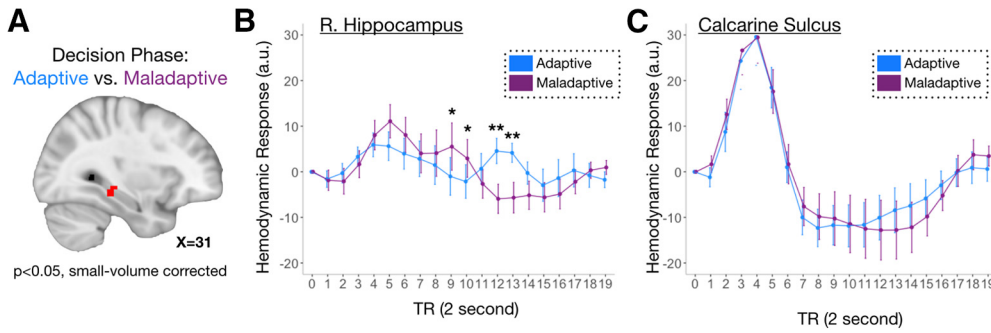 A
Decision Phase:
Adaptive vs. Maladaptive
X=31
p<0.05, small-volume corrected
B
R. Hippocampus
Hemodynamic Response (a.u.)
30
20
10
0
-10
-20
Adaptive
Maladaptive
*
*
**
**
0 1 2 3 4 5 6 7 8 9 10 11 12 13 14 15 16 17 18 19
TR (2 second)
C
Calcarine Sulcus
Hemodynamic Response (a.u.)
30
20
10
0
-10
-20
Adaptive
Maladaptive
0 1 2 3 4 5 6 7 8 9 10 11 12 13 14 15 16 17 18 19
TR (2 second)